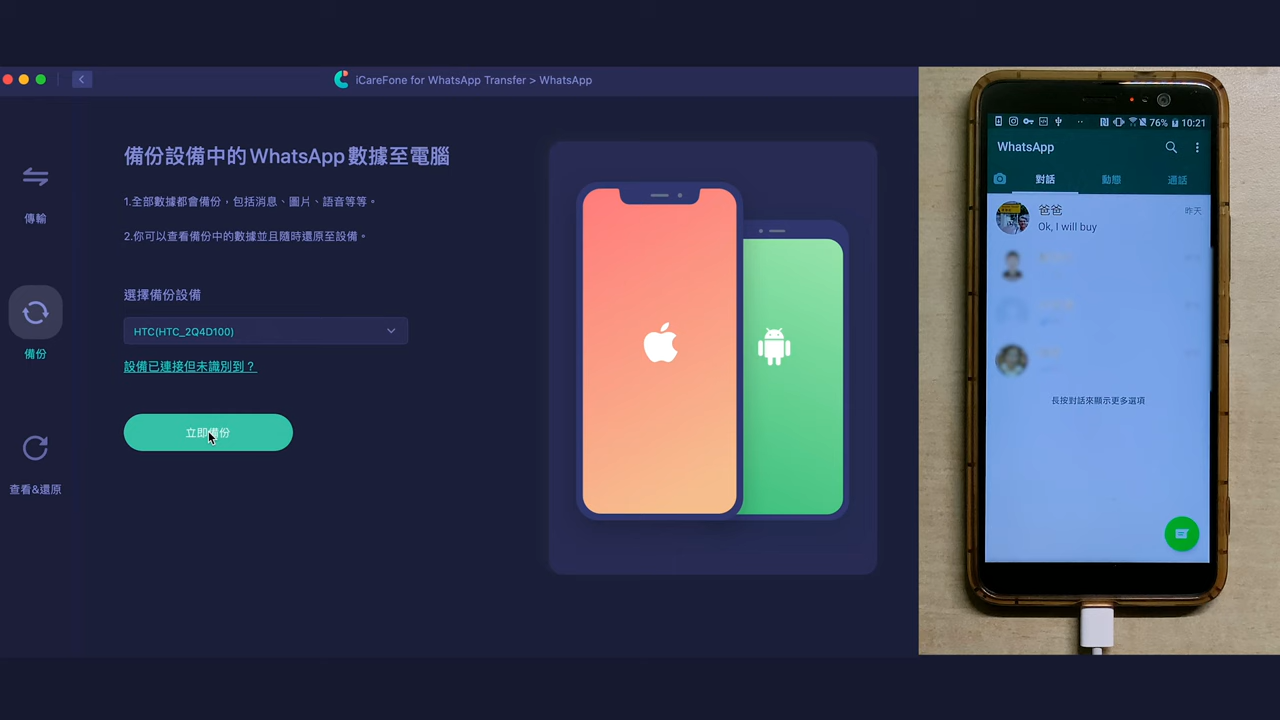 iCareFone for WhatsApp Transfer > WhatsApp
傳輸
備份
查看&還原
備份設備中的WhatsApp數據至電腦
1.全部數據都會備份，包括消息、圖片、語音等等。
2.你可以查看備份中的數據並且隨時還原至設備。
選擇備份設備
HTC(HTC_2Q4D100)
設備已連接但未識別到？
立即備份
76% 10:21
WhatsApp
對話 動態 通話
爸爸 昨天
Ok, I will buy
長按對話來顯示更多選項